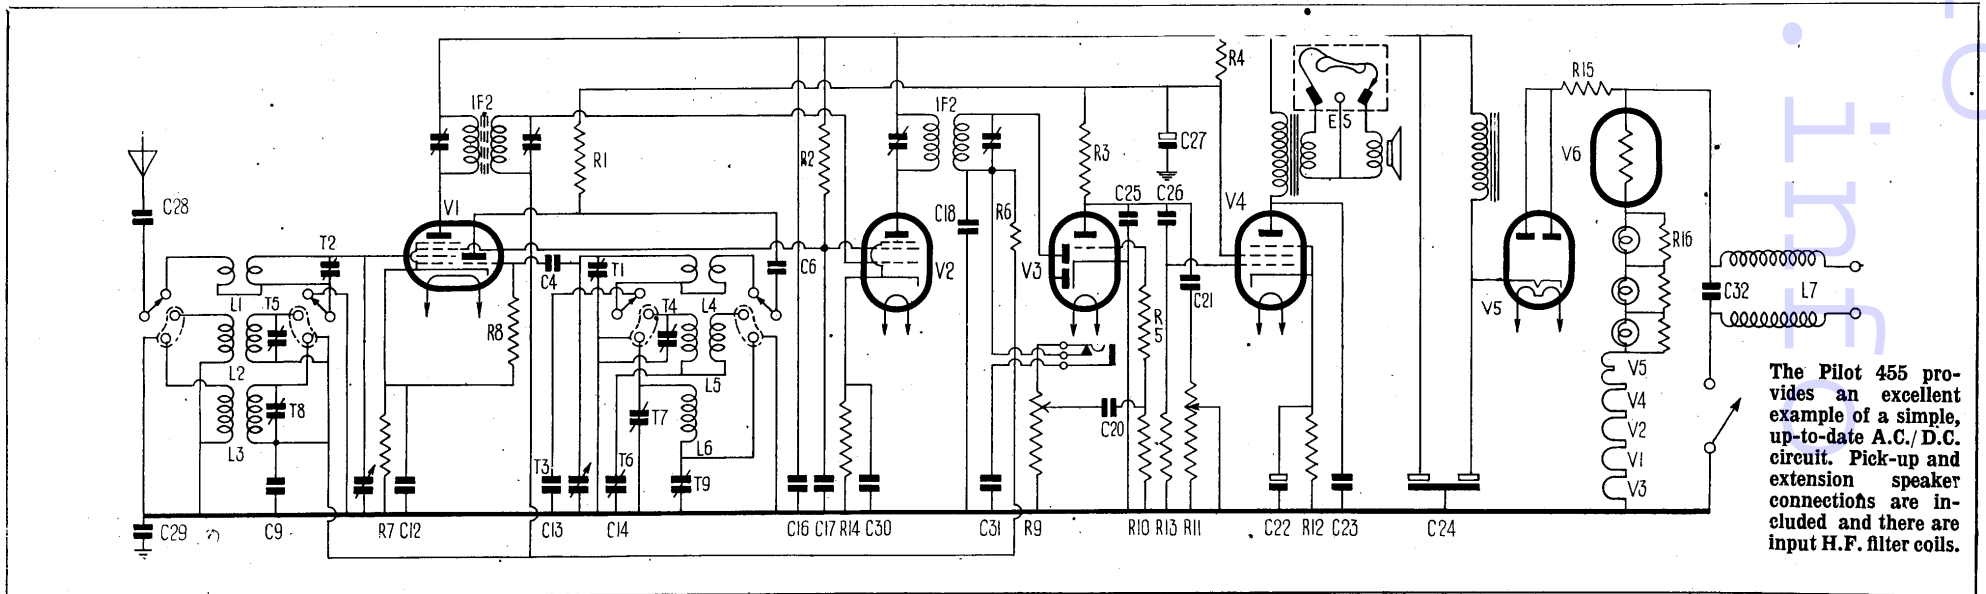 R4
E S
R15
1F2
1F2
C27
V6
R1
R2
R3
C28
V1
C18
R6
C25
C26
V4
R16
T2
C4
T1
C6
V2
V3
C21
V5
C32
L7
L1
T5
R8
T4
L4
R
5
L2
L5
V5
The Pilot 455 pro-
vides an excellent
example of a simple,
up-to-date A.C./D.C.
circuit. Pick-up and
extension speaker
connections are in-
cluded and there are
input H.F. filter coils.
T8
T7
C20
V4
V2
L3
L6
V1
T3
T6
T9
V3
C29
C9
R7
C12
C13
C14
C16
C17
R14
C30
C31
R9
R10
R13
R11
C22
R12
C23
C24
.info